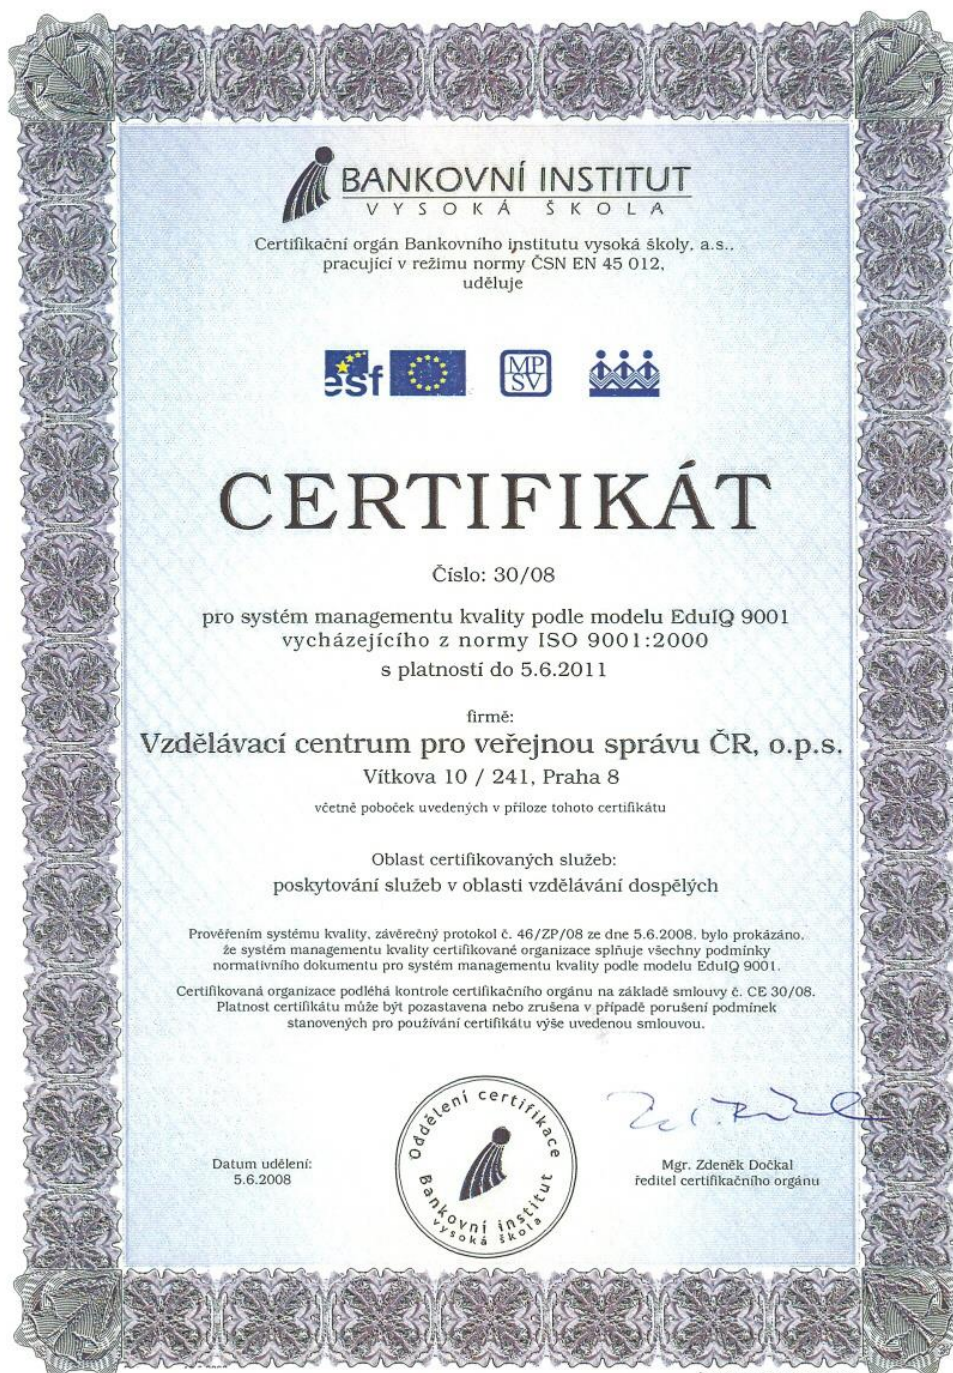 BANKOVNÍ INSTITUT
VYSOKÁ ŠKOLA
Certifikační orgán Bankovního institutu vysoká školy, a.s.,
pracující v režimu normy ČSN EN 45 012,
uděluje
esf
MP
SV
CERTIFIKÁT
Číslo: 30/08
pro systém managementu kvality podle modelu EduIQ 9001
vycházejícího z normy ISO 9001:2000
s platností do 5.6.2011
firmě:
Vzdělávací centrum pro veřejnou správu ČR, o.p.s.
Vítkova 10 / 241, Praha 8
včetně poboček uvedených v příloze tohoto certifikátu
Oblast certifikovaných služeb:
poskytování služeb v oblasti vzdělávání dospělých
Prověřením systému kvality, závěrečný protokol č. 46/ZP/08 ze dne 5.6.2008, bylo prokázáno,
že systém managementu kvality certifikované organizace splňuje všechny podmínky
normativního dokumentu pro systém managementu kvality podle modelu EduIQ 9001.
Certifikovaná organizace podléhá kontrole certifikačního orgánu na základě smlouvy č. CE 30/08.
Platnost certifikátu může být pozastavena nebo zrušena v případě porušení podmínek
stanovených pro používání certifikátu výše uvedenou smlouvou.
Oddělení certifikace
Bankovní institut
vysoká škola
Datum udělení:
5.6.2008
Mgr. Zdeněk Dočkal
ředitel certifikačního orgánu